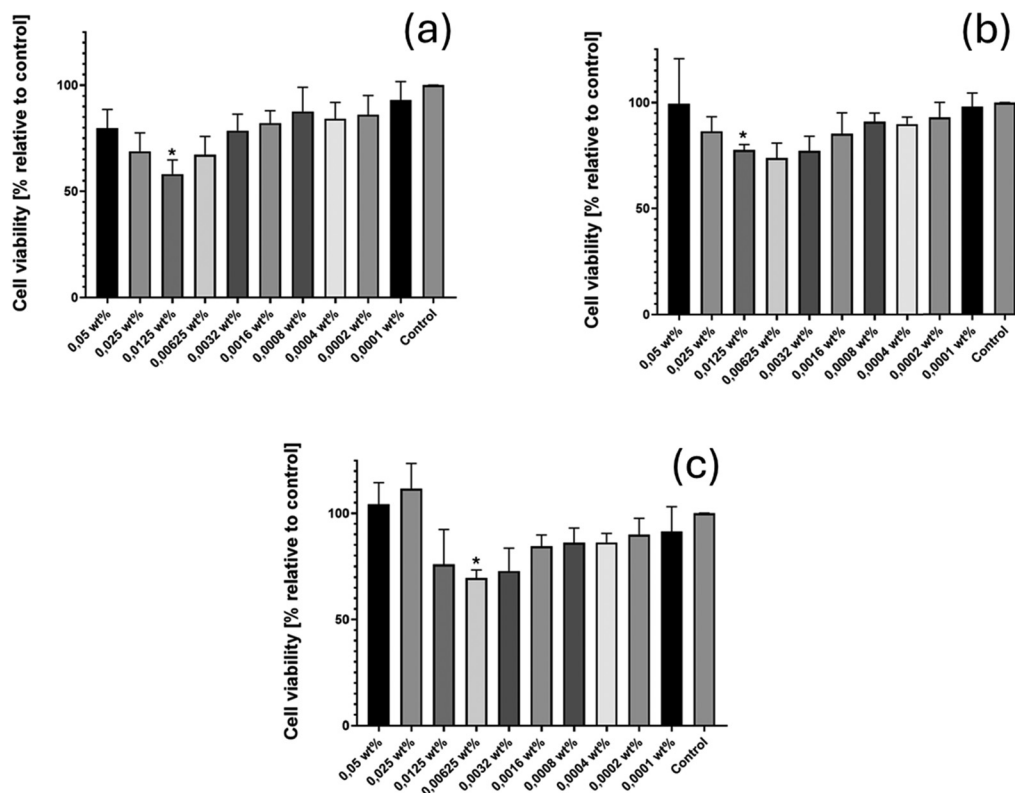 (a)
Cell viability [% relative to control]
100
50
0
*
0,05 wt%
0,025 wt%
0,0125 wt%
0,00625 wt%
0,0032 wt%
0,0016 wt%
0,0008 wt%
0,0004 wt%
0,0002 wt%
0,0001 wt%
Control
(b)
Cell viability [% relative to control]
100
50
0
*
0,05 wt%
0,025 wt%
0,0125 wt%
0,00625 wt%
0,0032 wt%
0,0016 wt%
0,0008 wt%
0,0004 wt%
0,0002 wt%
0,0001 wt%
Control
(c)
Cell viability [% relative to control]
100
50
0
*
0,05 wt%
0,025 wt%
0,0125 wt%
0,00625 wt%
0,0032 wt%
0,0016 wt%
0,0008 wt%
0,0004 wt%
0,0002 wt%
0,0001 wt%
Control